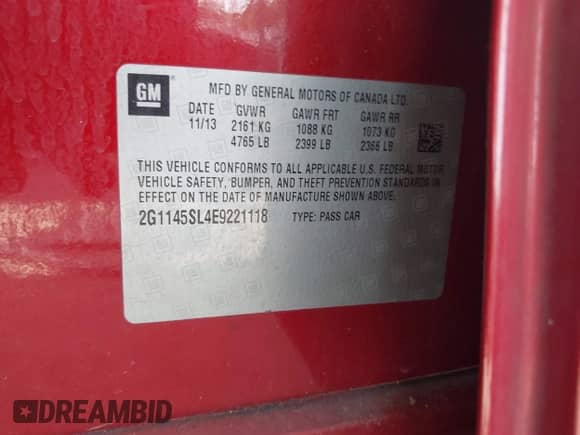 GM
MFD BY GENERAL MOTORS OF CANADA LTD.
DATE GVWR GAWR FRT GAWR RR
11/13 2161 KG 1088 KG 1073 KG
4765 LB 2399 LB 2366 LB
THIS VEHICLE CONFORMS TO ALL APPLICABLE U.S. FEDERAL MOTOR
VEHICLE SAFETY, BUMPER, AND THEFT PREVENTION STANDARDS IN
EFFECT ON THE DATE OF MANUFACTURE SHOWN ABOVE.
2G1145SL4E9221118 TYPE: PASS CAR
DREAMBID